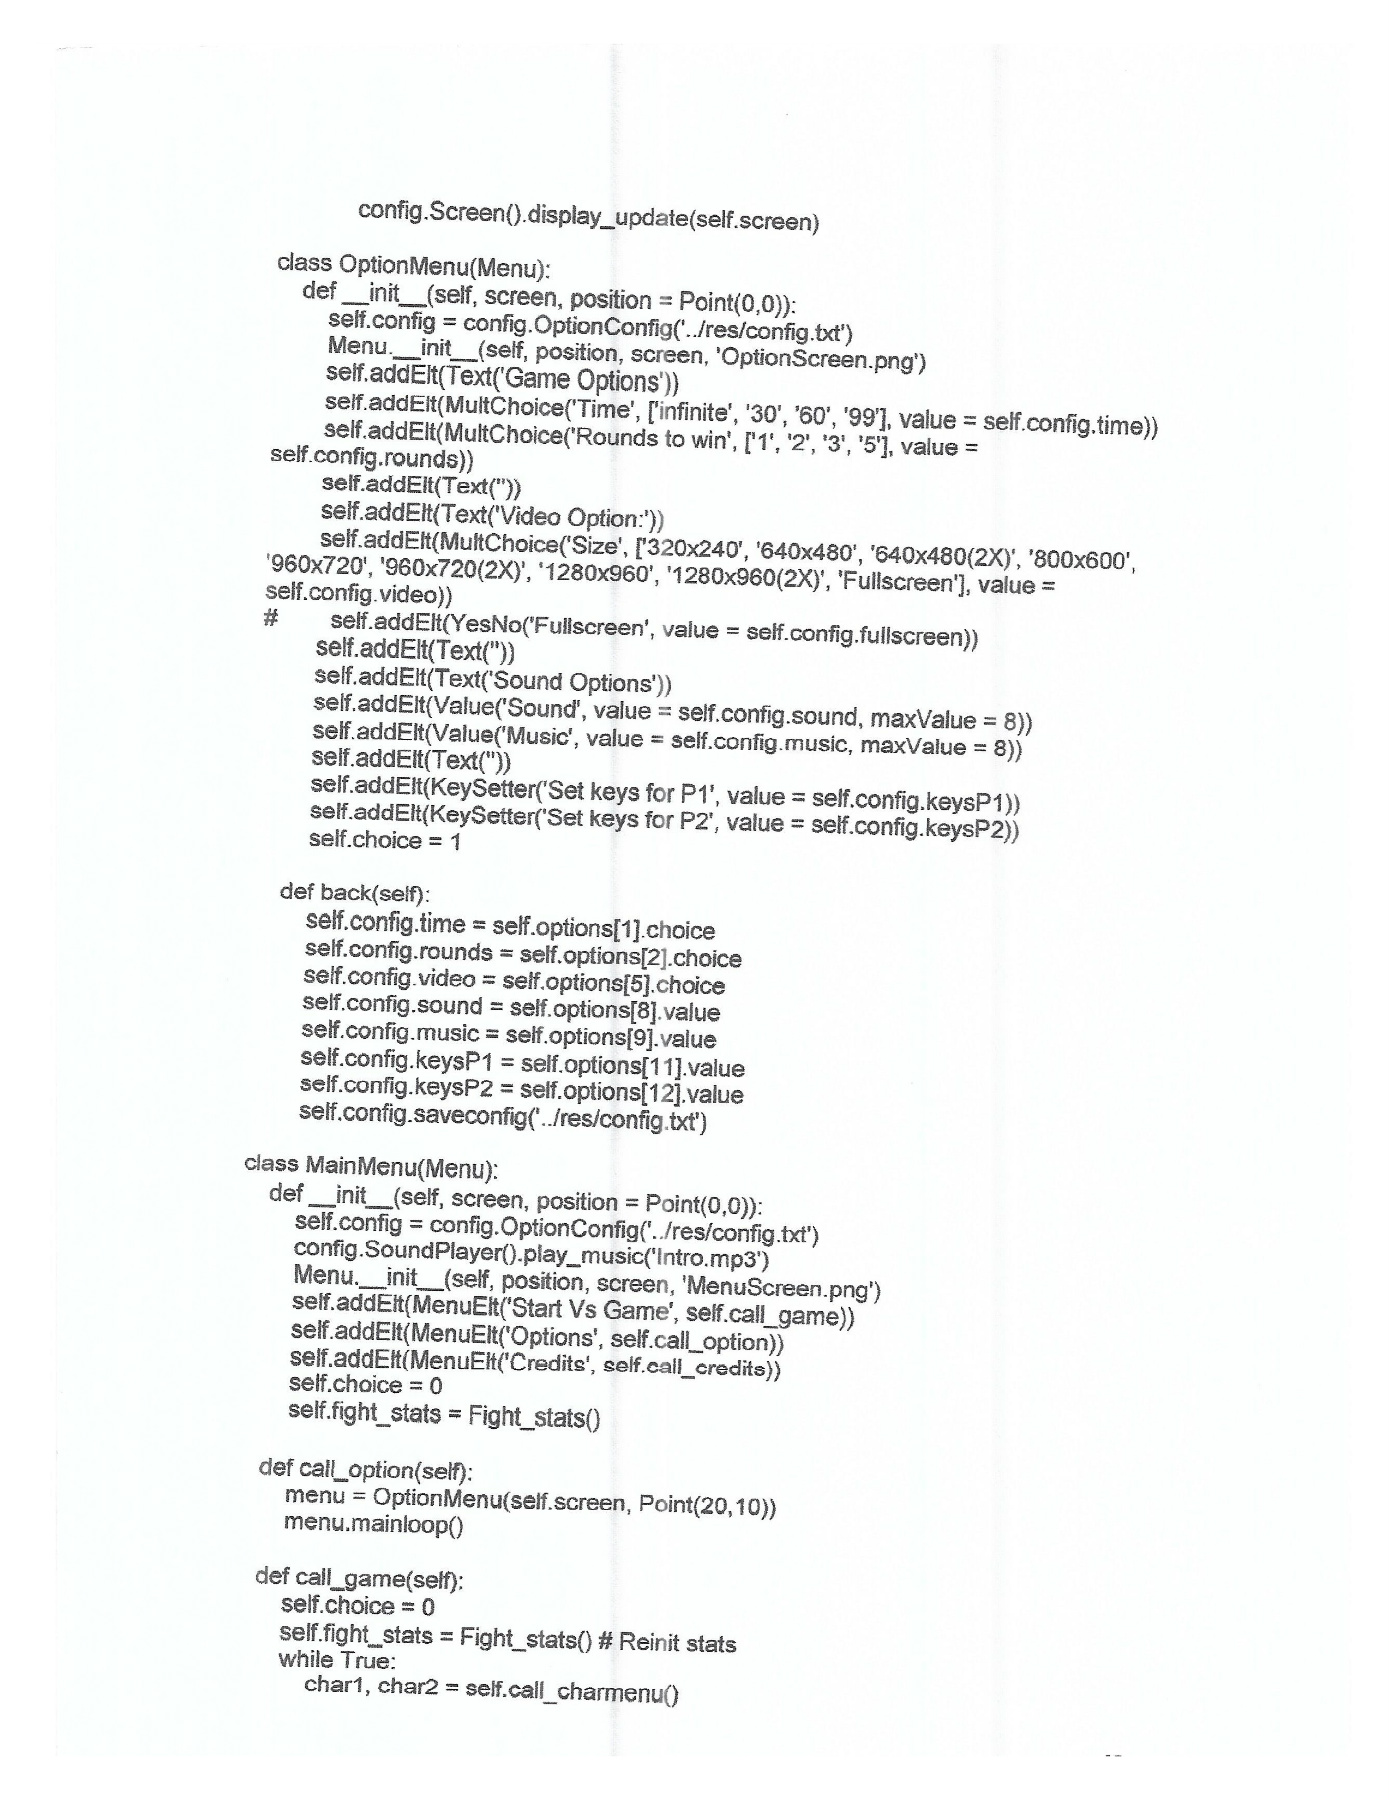 config.Screen().display_update(self.screen)
class OptionMenu(Menu):
def __init__(self, screen, position = Point(0,0)):
self.config = config.OptionConfig('../res/config.txt')
Menu.__init__(self, position, screen, 'OptionScreen.png')
self.addElt(Text('Game Options'))
self.addElt(MultChoice('Time', ['infinite', '30', '60', '99'], value = self.config.time))
self.addElt(MultChoice('Rounds to win', ['1', '2', '3', '5'], value =
self.config.rounds))
self.addElt(Text(''))
self.addElt(Text('Video Option:'))
self.addElt(MultChoice('Size', ['320x240', '640x480', '640x480(2X)', '800x600',
'960x720', '960x720(2X)', '1280x960', '1280x960(2X)', 'Fullscreen'], value =
self.config.video))
# self.addElt(YesNo('Fullscreen', value = self.config.fullscreen))
self.addElt(Text(''))
self.addElt(Text('Sound Options'))
self.addElt(Value('Sound', value = self.config.sound, maxValue = 8))
self.addElt(Value('Music', value = self.config.music, maxValue = 8))
self.addElt(Text(''))
self.addElt(KeySetter('Set keys for P1', value = self.config.keysP1))
self.addElt(KeySetter('Set keys for P2', value = self.config.keysP2))
self.choice = 1
def back(self):
self.config.time = self.options[1].choice
self.config.rounds = self.options[2].choice
self.config.video = self.options[5].choice
self.config.sound = self.options[8].value
self.config.music = self.options[9].value
self.config.keysP1 = self.options[11].value
self.config.keysP2 = self.options[12].value
self.config.saveconfig('../res/config.txt')
class MainMenu(Menu):
def __init__(self, screen, position = Point(0,0)):
self.config = config.OptionConfig('../res/config.txt')
config.SoundPlayer().play_music('Intro.mp3')
Menu.__init__(self, position, screen, 'MenuScreen.png')
self.addElt(MenuElt('Start Vs Game', self.call_game))
self.addElt(MenuElt('Options', self.call_option))
self.addElt(MenuElt('Credits', self.call_credits))
self.choice = 0
self.fight_stats = Fight_stats()
def call_option(self):
menu = OptionMenu(self.screen, Point(20,10))
menu.mainloop()
def call_game(self):
self.choice = 0
self.fight_stats = Fight_stats() # Reinit stats
while True:
char1, char2 = self.call_charmenu()